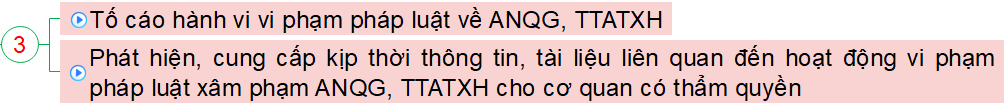 3
Tố cáo hành vi vi phạm pháp luật về ANQG, TTATXH
Phát hiện, cung cấp kịp thời thông tin, tài liệu liên quan đến hoạt động vi phạm
pháp luật xâm phạm ANQG, TTATXH cho cơ quan có thẩm quyền